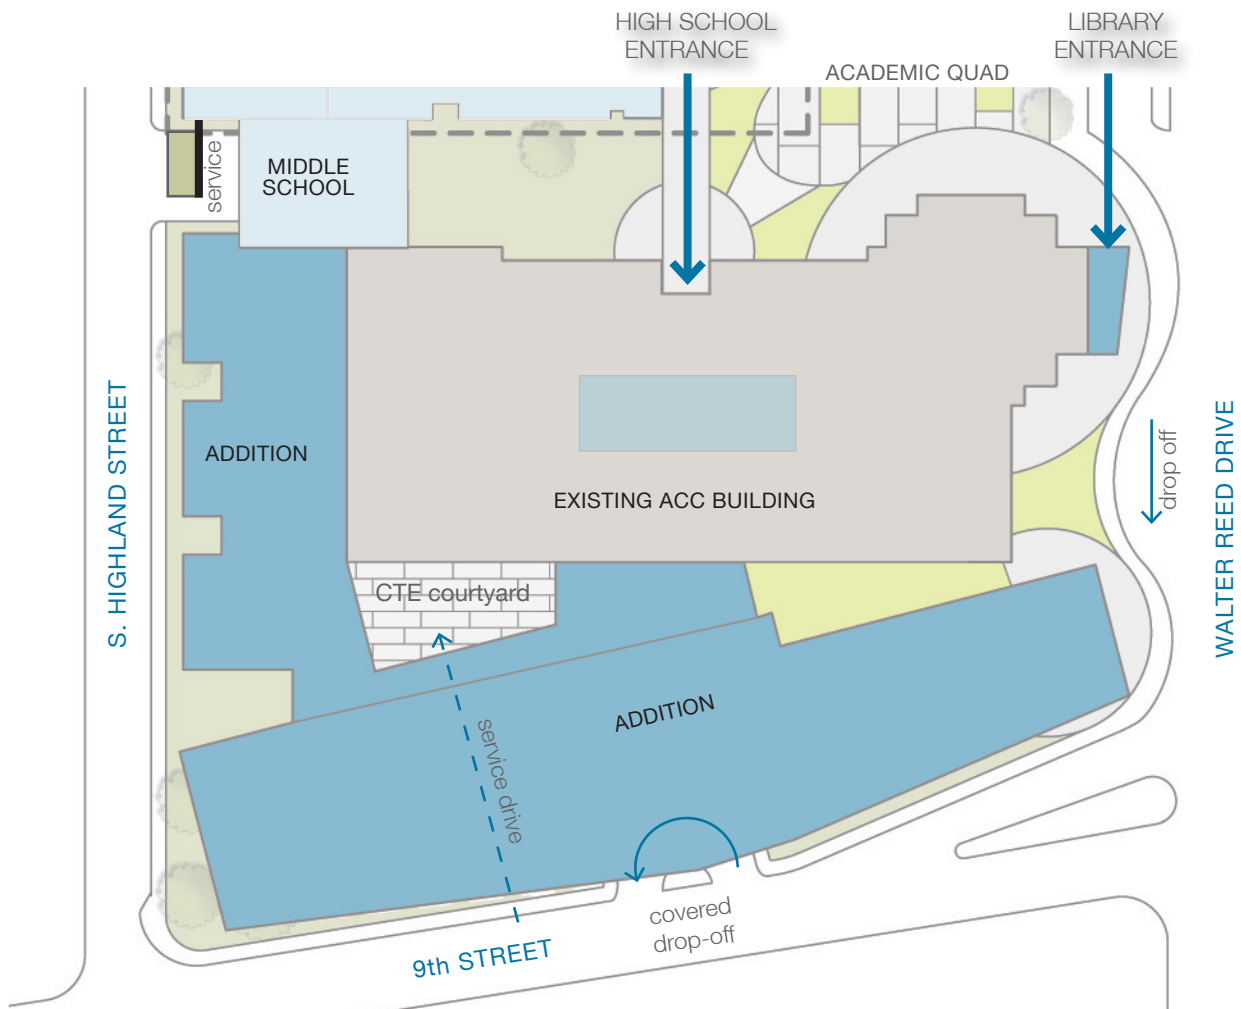 HIGH SCHOOL
ENTRANCE
LIBRARY
ENTRANCE
ACADEMIC QUAD
service
MIDDLE
SCHOOL
S. HIGHLAND STREET
ADDITION
EXISTING ACC BUILDING
drop off
WALTER REED DRIVE
CTE courtyard
ADDITION
service drive
covered
drop-off
9th STREET